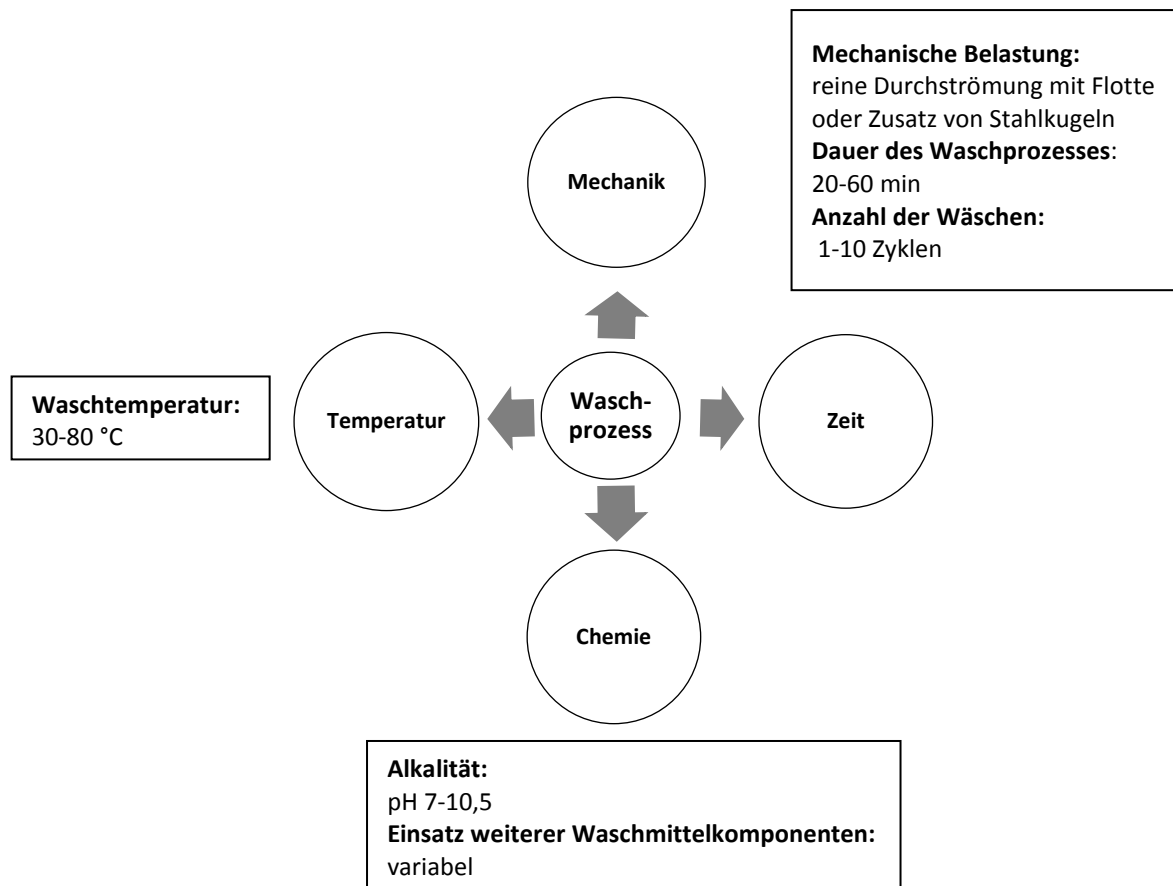 Mechanische Belastung:
reine Durchströmung mit Flotte
oder Zusatz von Stahlkugeln
Dauer des Waschprozesses:
20-60 min
Anzahl der Wäschen:
1-10 Zyklen
Mechanik
Waschtemperatur:
30-80 °C
Temperatur
Wasch-
prozess
Zeit
Chemie
Alkalität:
pH 7-10,5
Einsatz weiterer Waschmittelkomponenten:
variabel